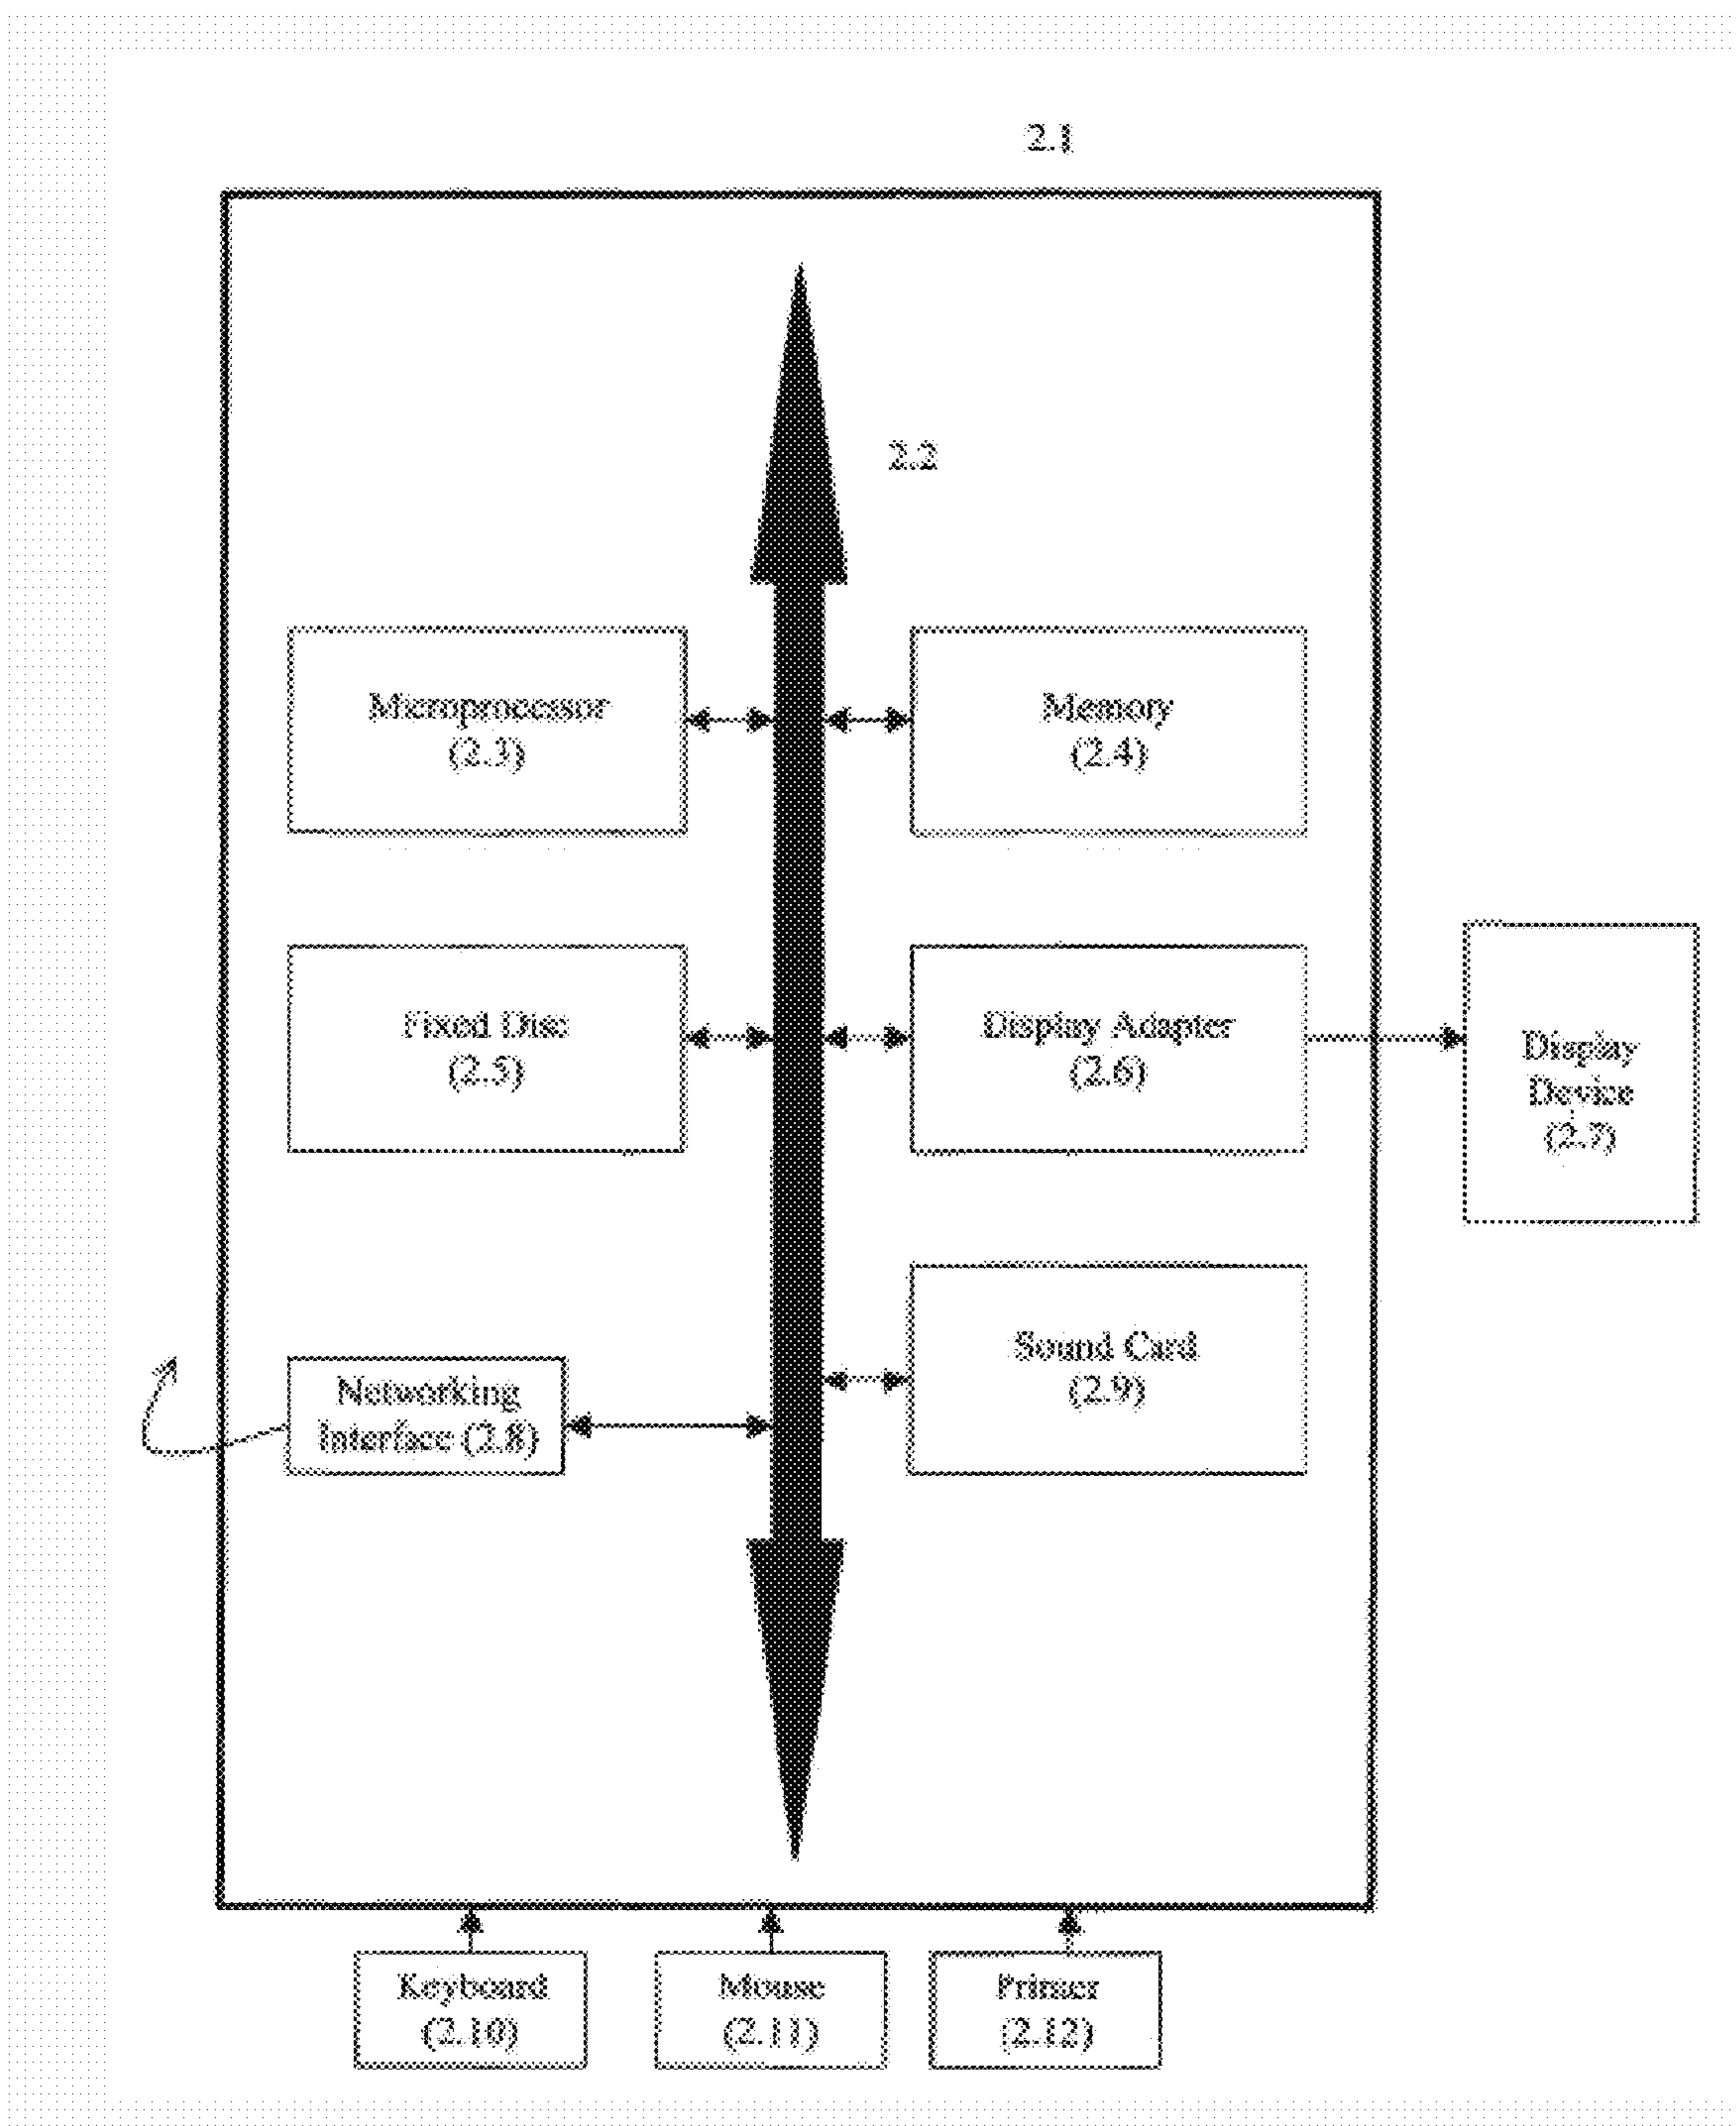 2.1
2.2
Microprocessor
(2.3)
Memory
(2.4)
Fixed Disc
(2.5)
Display Adapter
(2.6)
Display
Device
(2.7)
Networking
Interface (2.8)
Sound Card
(2.9)
Keyboard
(2.10)
Mouse
(2.11)
Printer
(2.12)